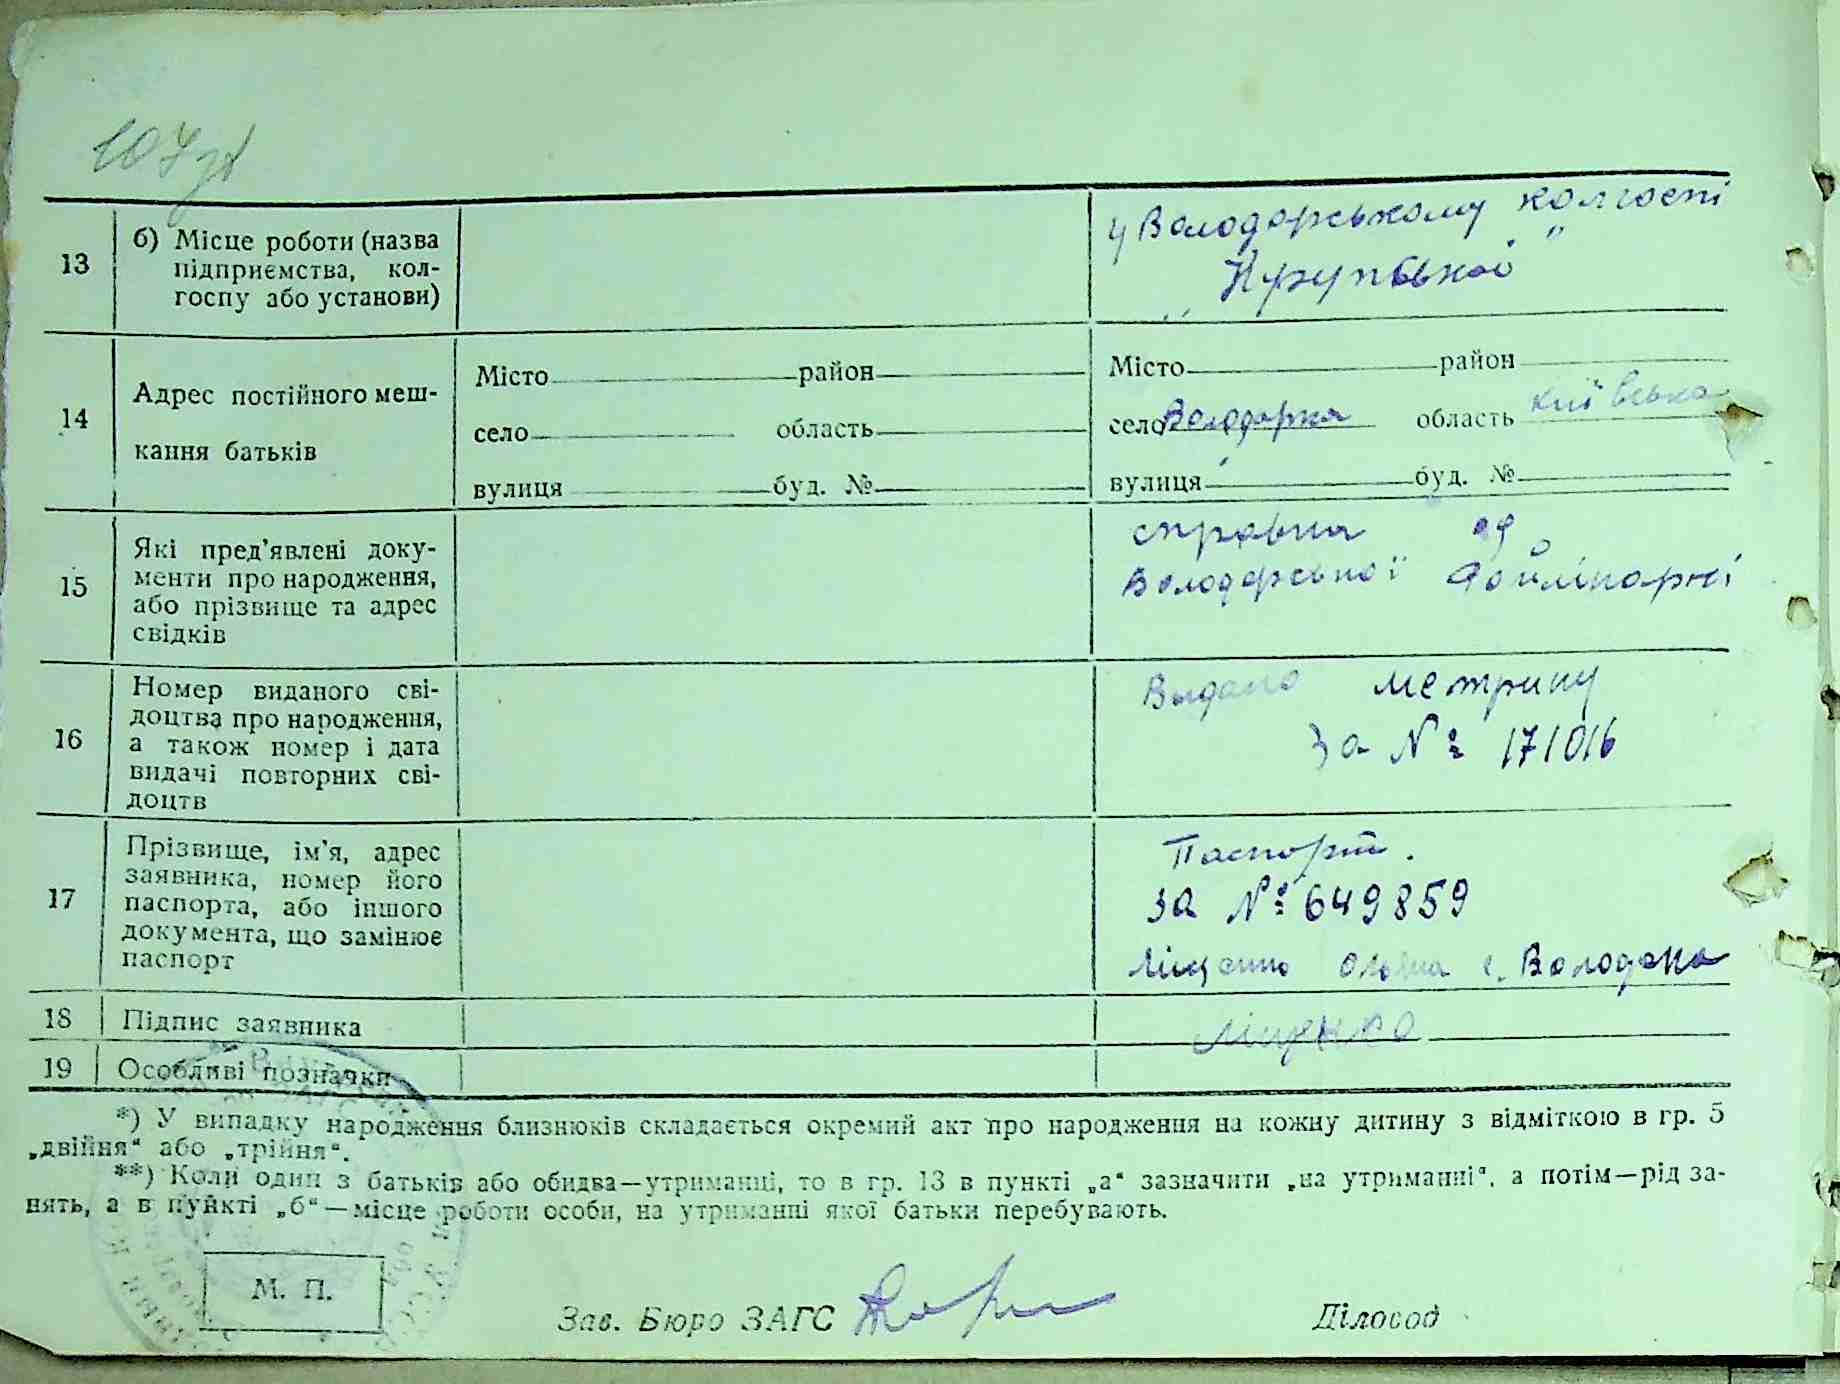 107
13 б) Місце роботи (назва підприємства, кол-
госпу або установи)
у Володорському колгоспі
„Крупської“
14 Адрес постійного меш-
кання батьків
Місто район
село область
вулиця буд. №
Місто район
село Володорка область київська
вулиця буд. №
15 Які пред’явлені доку-
менти про народження,
або прізвище та адрес
свідків
справка од
Володорської
16 Номер виданого сві-
доцтва про народження,
а також номер і дата
видачі повторних сві-
доцтв
Выдано метрику
за № 171016
17 Прізвище, ім’я, адрес
заявника, номер його
паспорта, або іншого
документа, що замінює
паспорт
Паспорт.
за № 649859
Ліщенко Ольга с. Володарка
18 Підпис заявника
Ліщенко
19 Особливі позначки
*) У випадку народження близнюків складається окремий акт про народження на кожну дитину з відміткою в гр. 5
„двійня“ або „трійня“.
**) Коли один з батьків або обидва—утриманці, то в гр. 13 в пункті „а“ зазначити „на утриманні“, а потім—рід за-
нять, а в пункті „б“—місце роботи особи, на утриманні якої батьки перебувають.
М. П.
Зав. Бюро ЗАГС
Діловод